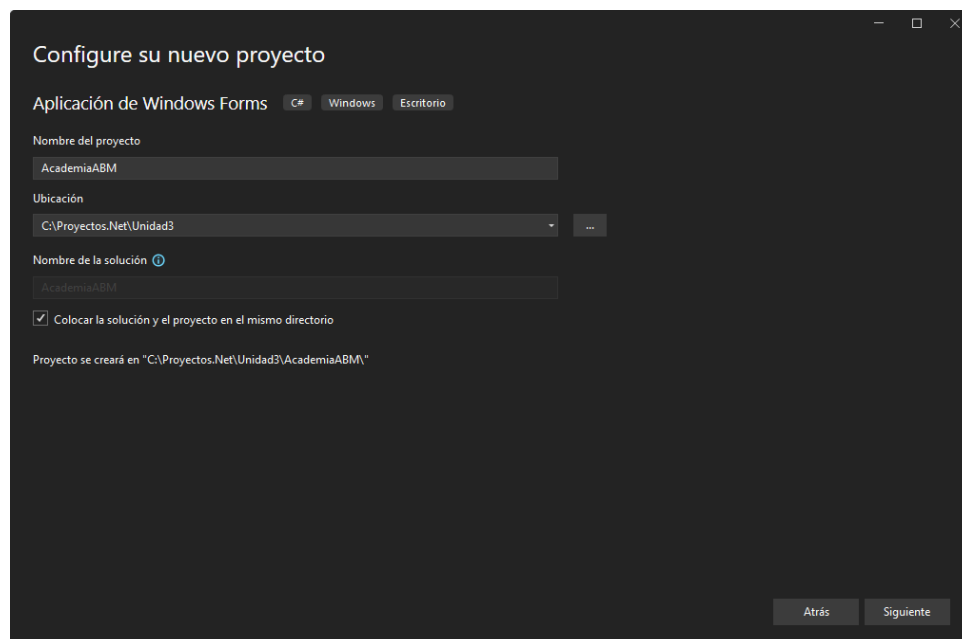 Configure su nuevo proyecto
Aplicación de Windows Forms C# Windows Escritorio
Nombre del proyecto
AcademiaABM
Ubicación
C:\Proyectos.Net\Unidad3
...
Nombre de la solución
AcademiaABM
Colocar la solución y el proyecto en el mismo directorio
Proyecto se creará en "C:\Proyectos.Net\Unidad3\AcademiaABM\"
Atrás Siguiente